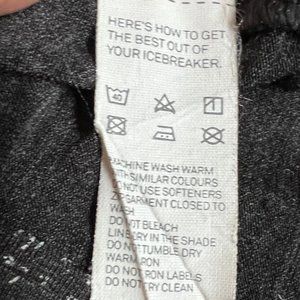 HERE'S HOW TO GET
THE BEST OUT OF
YOUR ICEBREAKER.
40
MACHINE WASH WARM
WITH SIMILAR COLOURS
DO NOT USE SOFTENERS
ZIP GARMENT CLOSED TO
WASH
DO NOT BLEACH
LINE DRY IN THE SHADE
DO NOT TUMBLE DRY
WARM IRON
DO NOT IRON LABELS
DO NOT DRY CLEAN